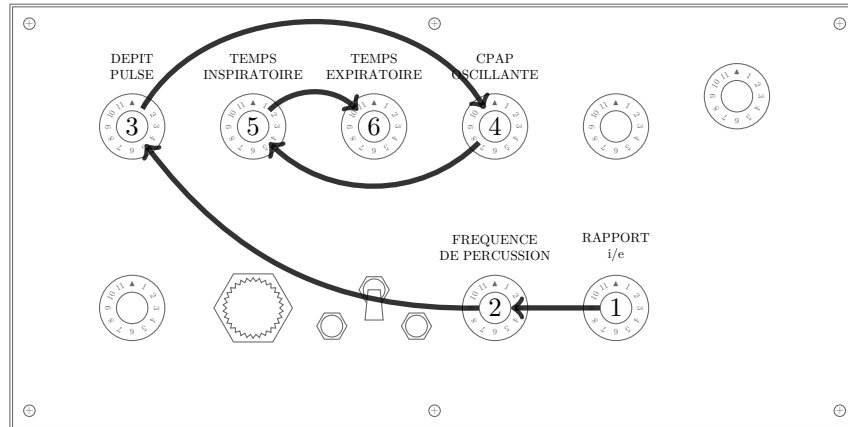 DEPIT
PULSE
TEMPS
INSPIRATOIRE
TEMPS
EXPIRATOIRE
CPAP
OSCILLANTE
3
5
6
4
FREQUENCE
DE PERCUSSION
RAPPORT
i/e
2
1